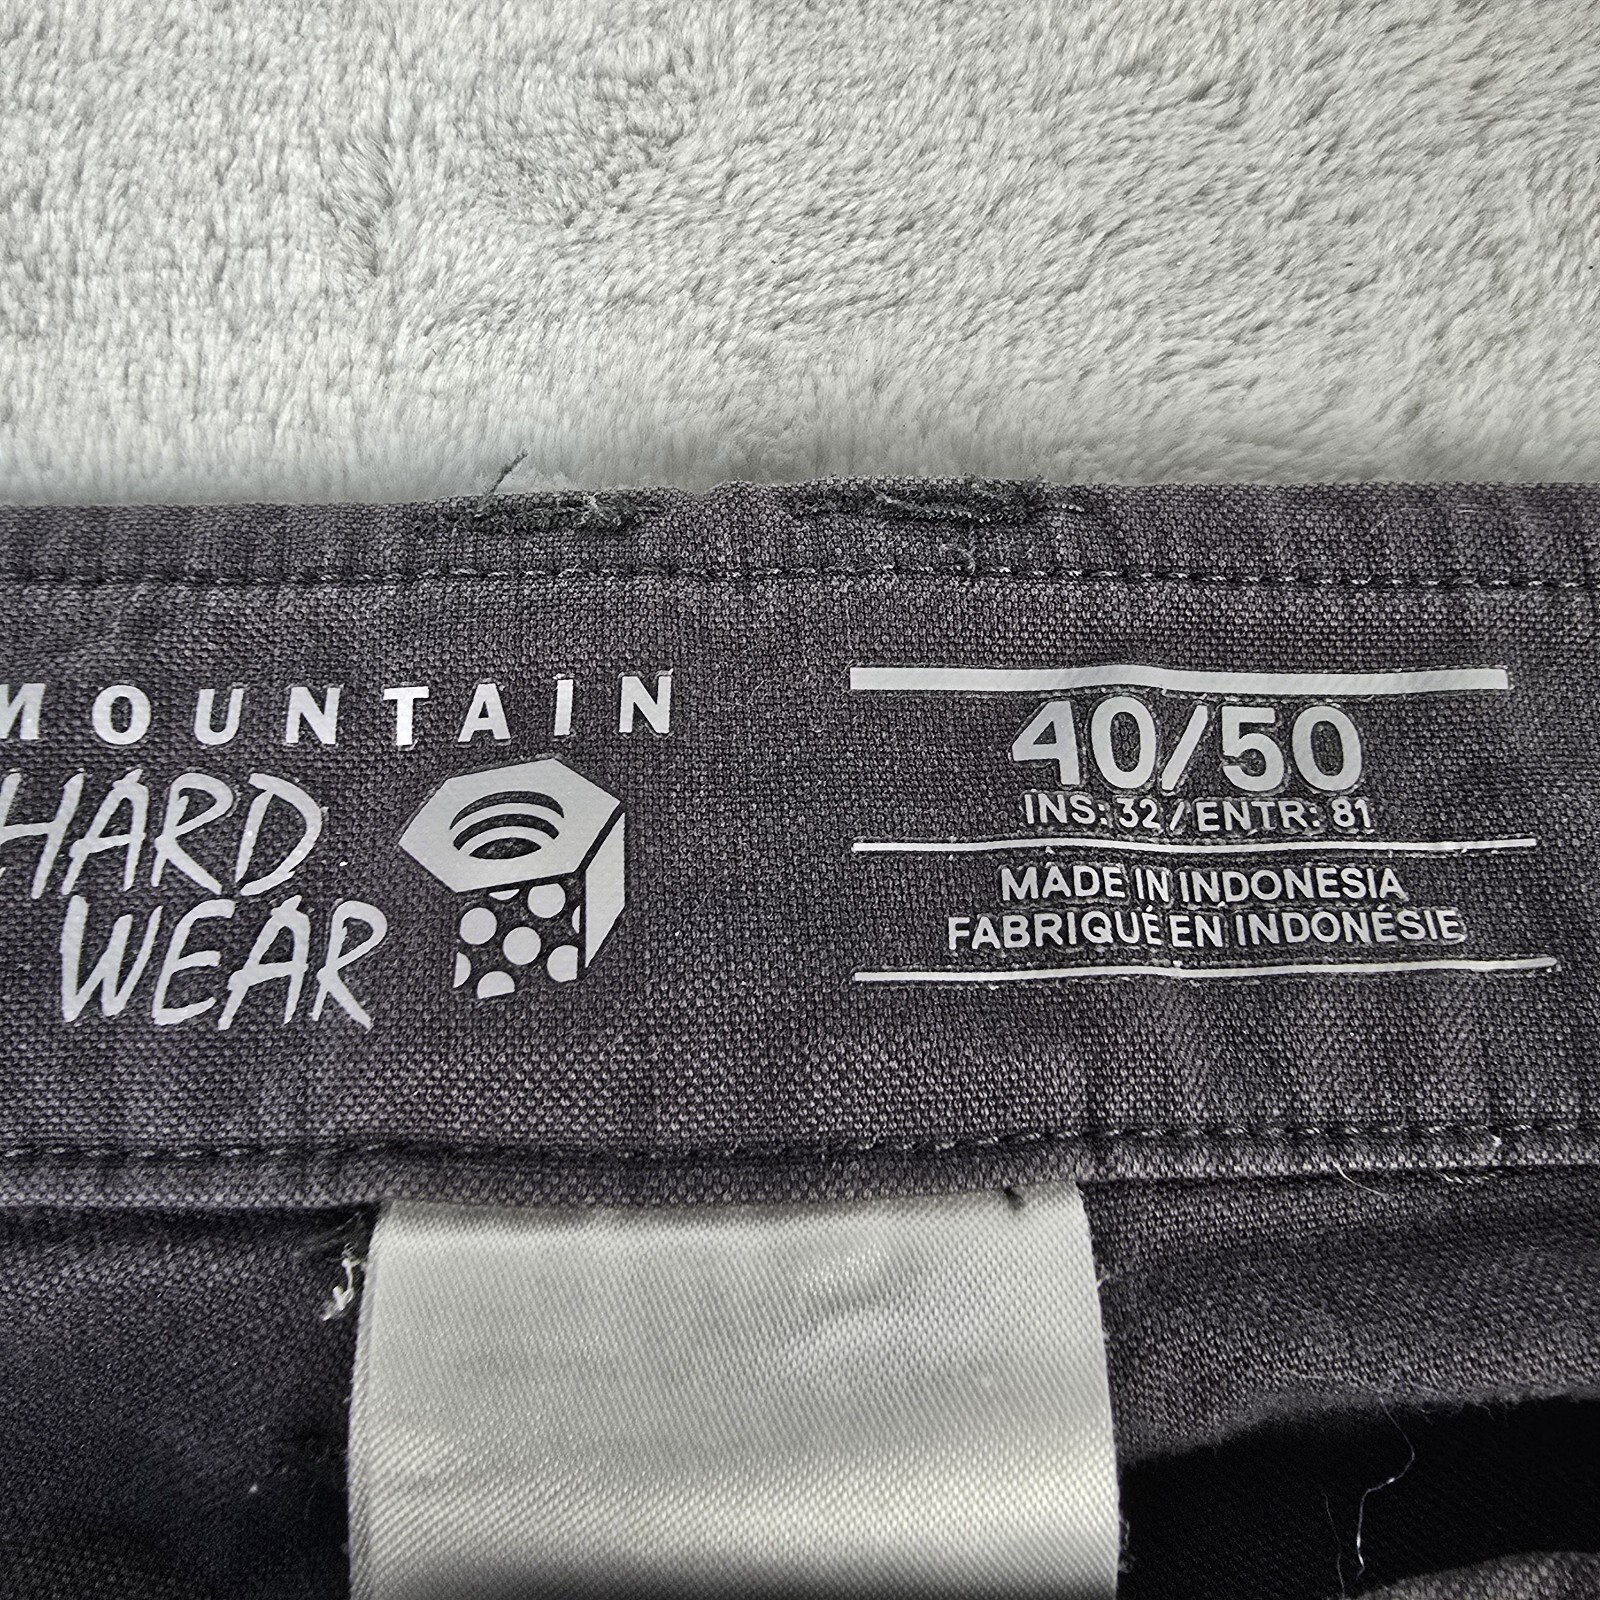 MOUNTAIN
HARD
WEAR
40/50
INS: 32 / ENTR: 81
MADE IN INDONESIA
FABRIQUÉ EN INDONÉSIE